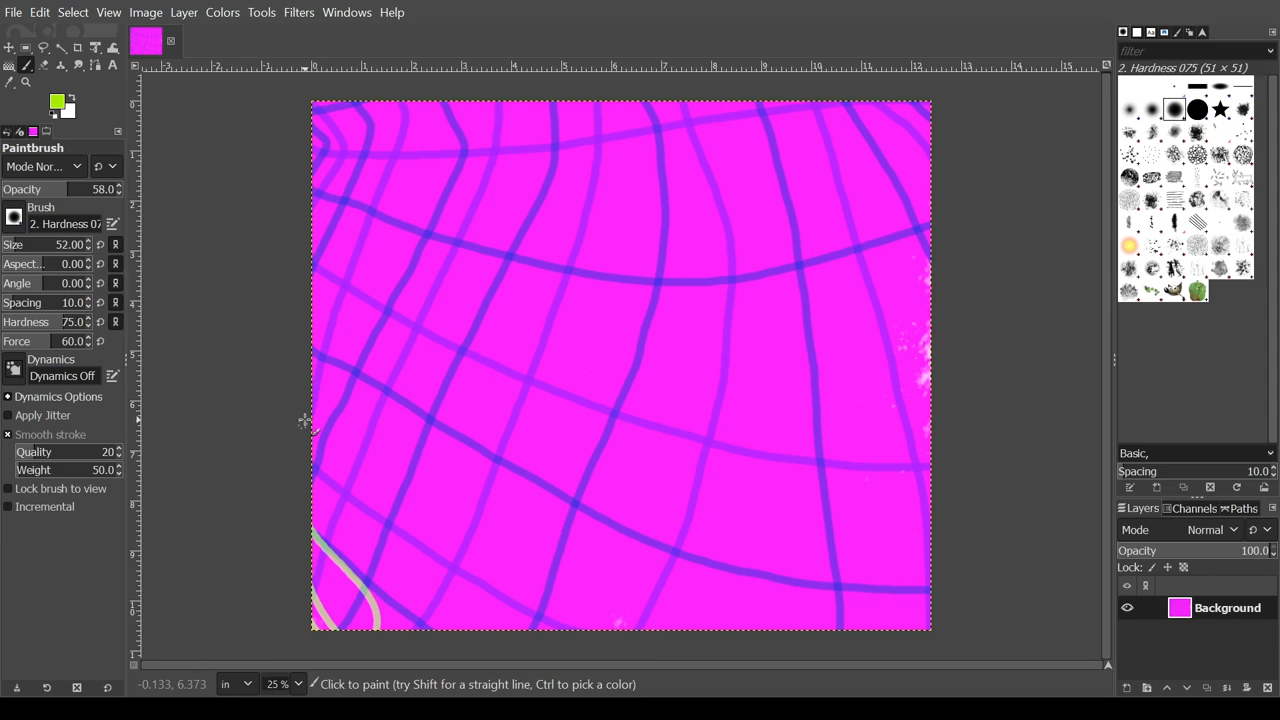 File Edit Select View Image Layer Colors Tools Filters Windows Help
filter
2. Hardness 075 (51 × 51)
Paintbrush
Mode Nor...
Opacity 58.0
Brush
2. Hardness 07
Size 52.00
Aspect... 0.00
Angle 0.00
Spacing 10.0
Hardness 75.0
Force 60.0
Dynamics
Dynamics Off
Dynamics Options
Apply Jitter
Smooth stroke
Quality 20
Weight 50.0
Lock brush to view
Incremental
Basic,
Spacing 10.0
Layers Channels Paths
Mode Normal
Opacity 100.0
Lock:
Background
-0.133, 6.373 in 25 % Click to paint (try Shift for a straight line, Ctrl to pick a color)